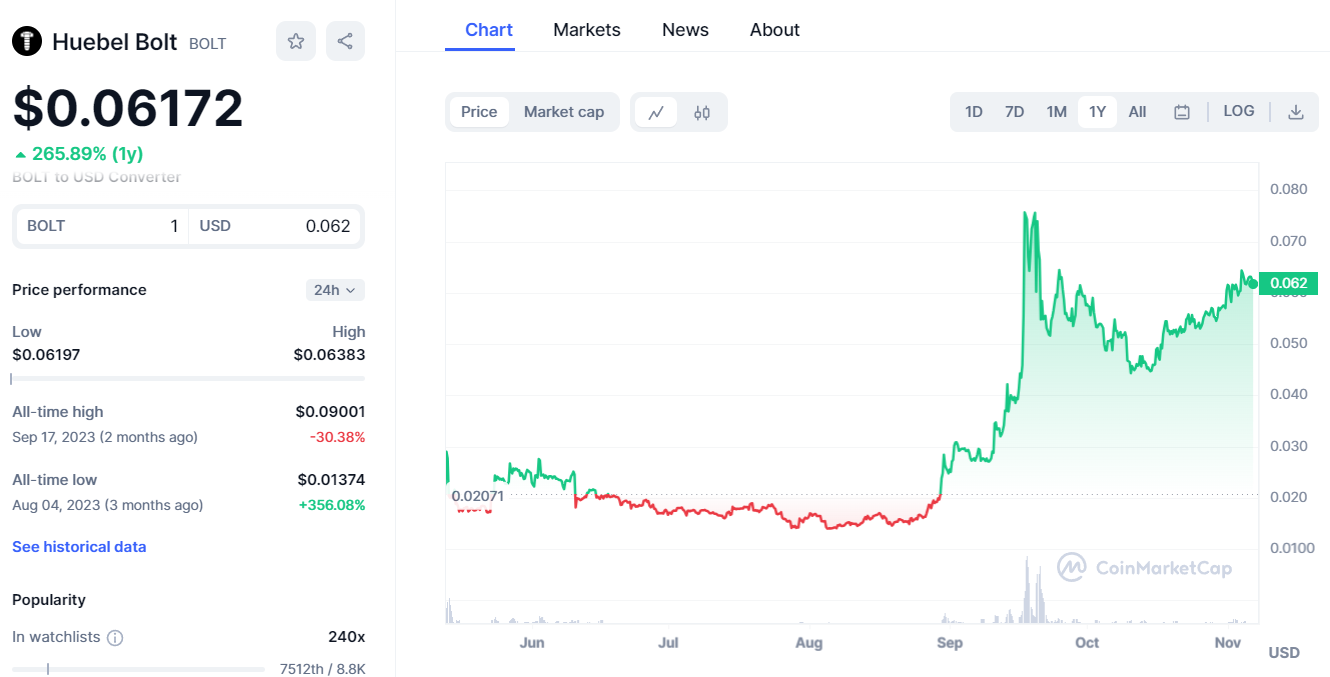 Huebel Bolt BOLT
$0.06172
265.89% (1y)
BOLT to USD Converter
BOLT 1 USD 0.062
Price performance 24h
Low High
$0.06197 $0.06383
All-time high $0.09001
Sep 17, 2023 (2 months ago) -30.38%
All-time low $0.01374
Aug 04, 2023 (3 months ago) +356.08%
See historical data
Popularity
In watchlists 240x
7512th / 8.8K
Chart Markets News About
Price Market cap
1D 7D 1M 1Y All LOG
0.080
0.070
0.062
0.060
0.050
0.040
0.030
0.02071
0.020
0.0100
CoinMarketCap
Jun Jul Aug Sep Oct Nov
USD